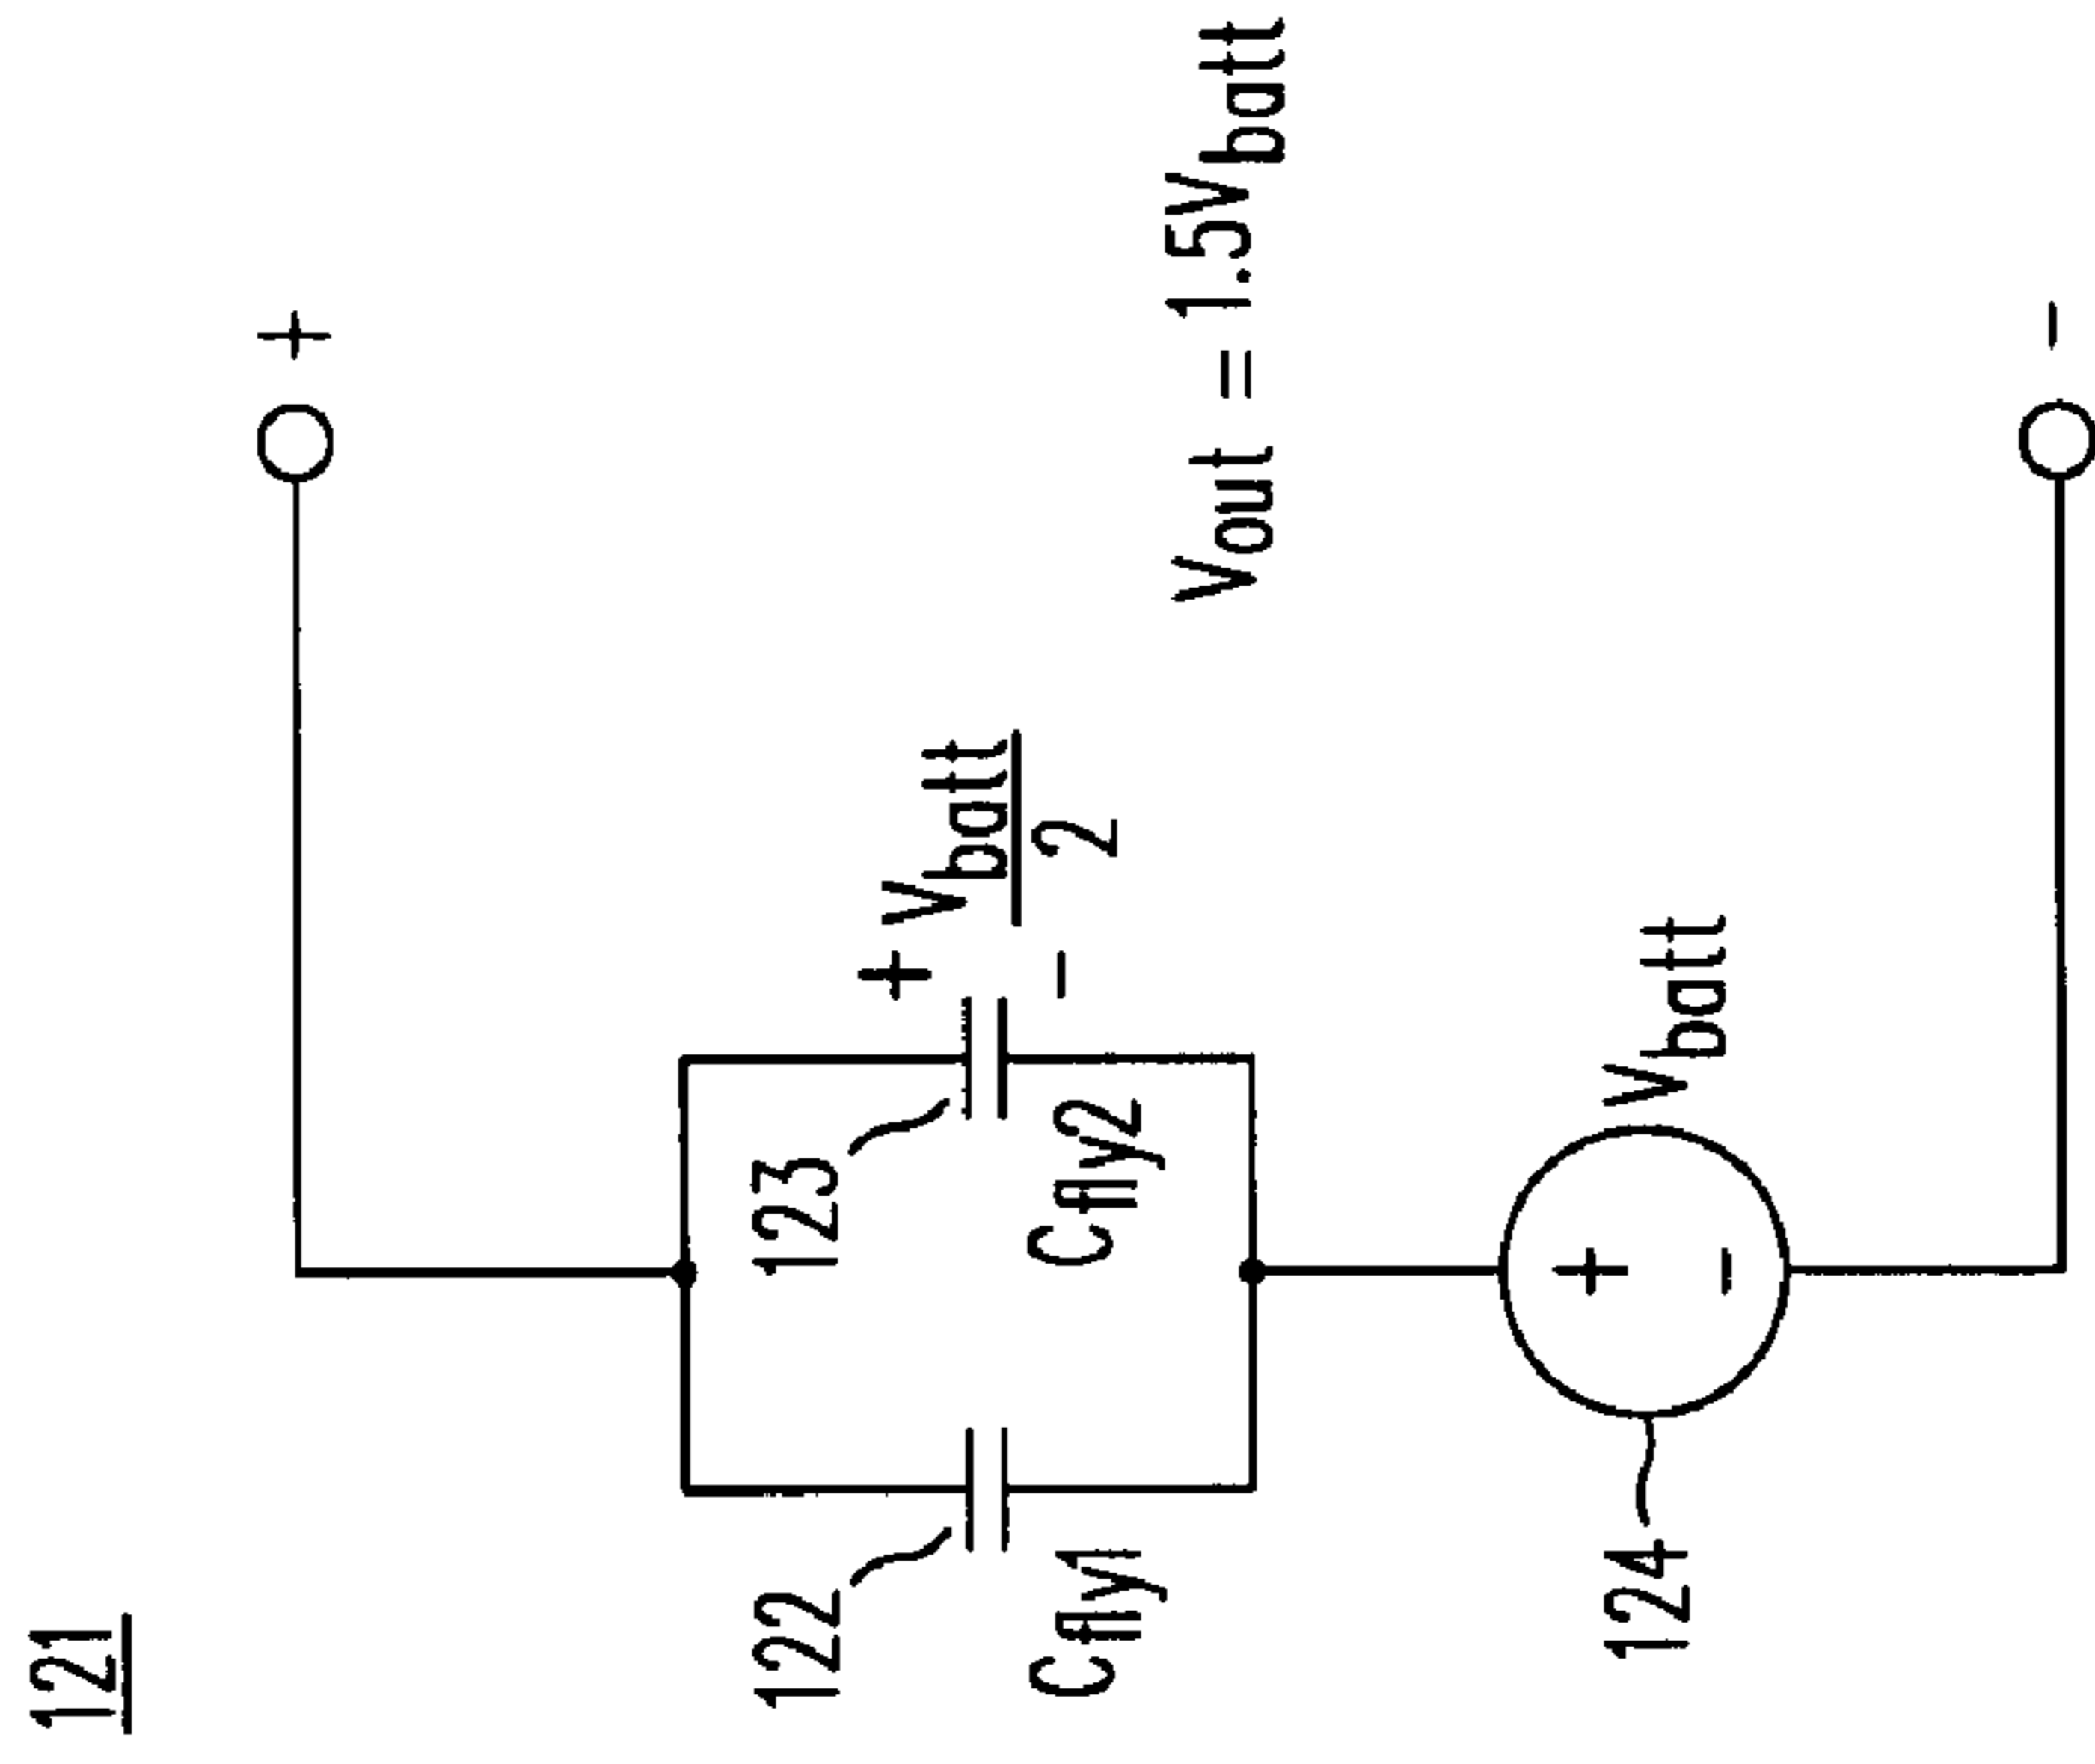 121
+
122
123
+
Vbatt
2
-
Cfly1
Cfly2
Vout = 1.5Vbatt
124
+
-
Vbatt
-